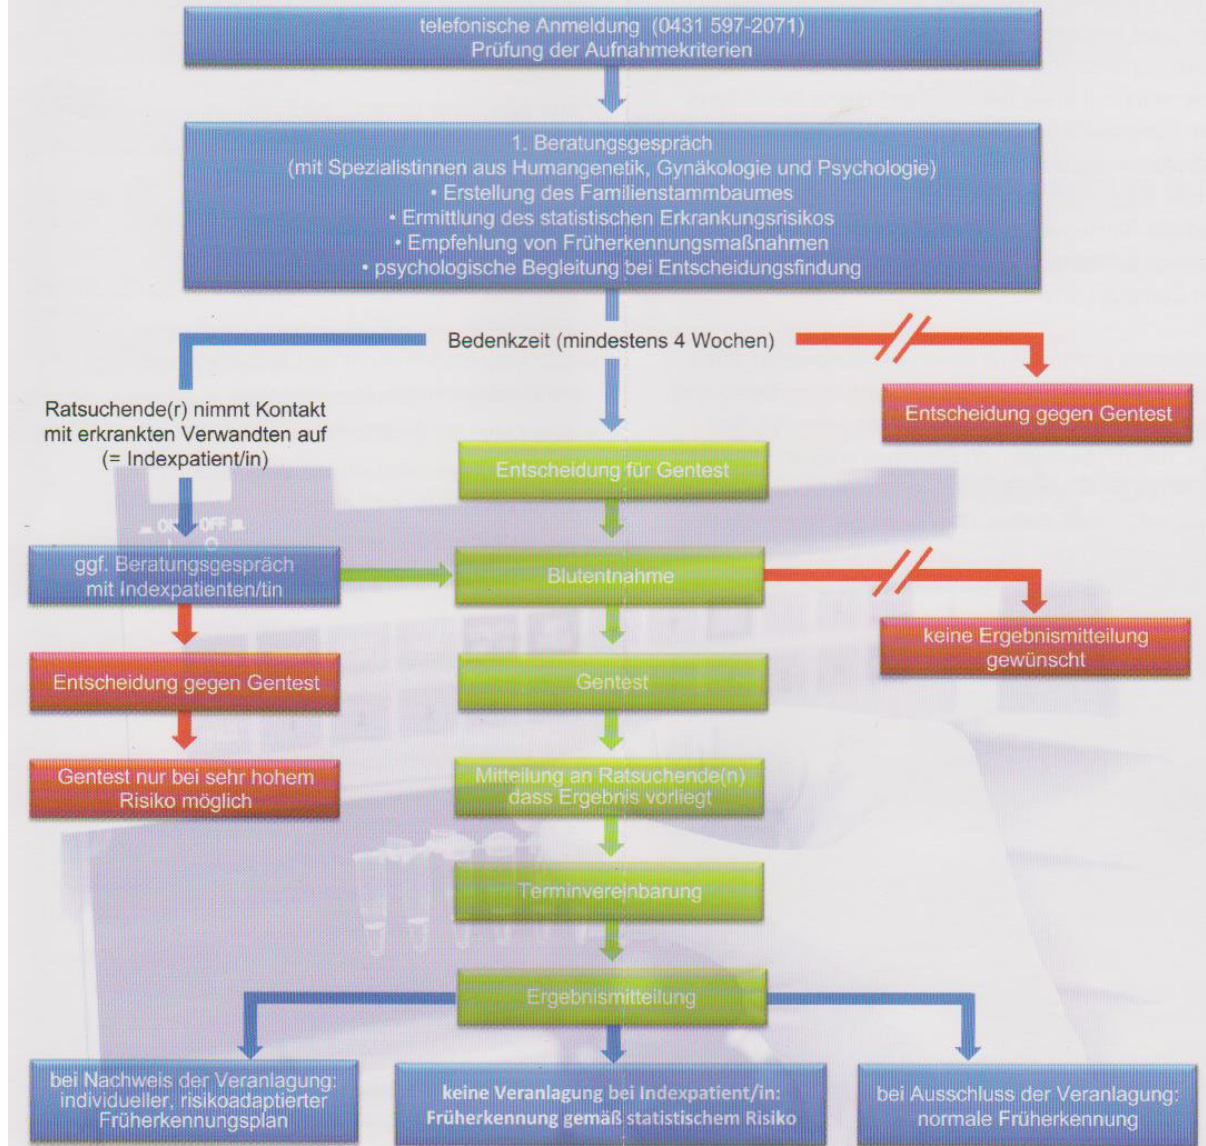 telefonische Anmeldung (0431 597-2071)
Prüfung der Aufnahmekriterien
1. Beratungsgespräch
(mit Spezialistinnen aus Humangenetik, Gynäkologie und Psychologie)
• Erstellung des Familienstammbaumes
• Ermittlung des statistischen Erkrankungsrisikos
• Empfehlung von Früherkennungsmaßnahmen
• psychologische Begleitung bei Entscheidungsfindung
Bedenkzeit (mindestens 4 Wochen)
Entscheidung gegen Gentest
Ratsuchende(r) nimmt Kontakt
mit erkrankten Verwandten auf
(= Indexpatient/in)
Entscheidung für Gentest
OFF
ggf. Beratungsgespräch
mit Indexpatienten/tin
Blutentnahme
keine Ergebnismitteilung
gewünscht
Entscheidung gegen Gentest
Gentest
Gentest nur bei sehr hohem
Risiko möglich
Mitteilung an Ratsuchende(n)
dass Ergebnis vorliegt
Terminvereinbarung
Ergebnismitteilung
bei Nachweis der Veranlagung:
individueller, risikoadaptierter
Früherkennungsplan
keine Veranlagung bei Indexpatient/in:
Früherkennung gemäß statistischem Risiko
bei Ausschluss der Veranlagung:
normale Früherkennung